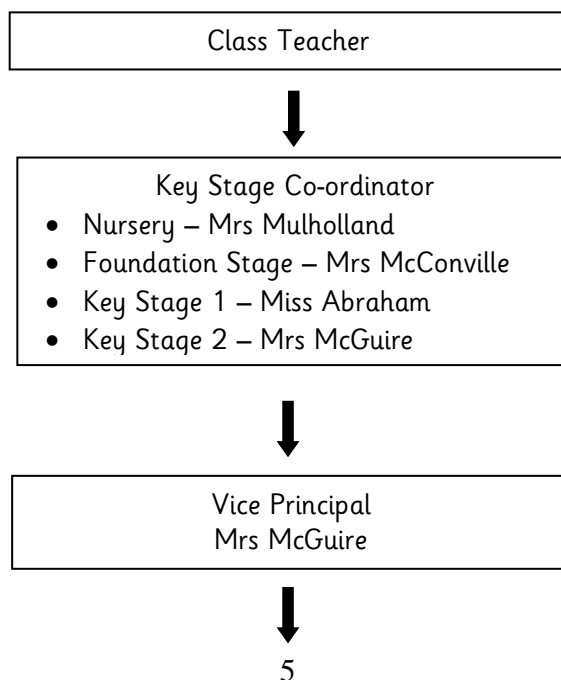 Class Teacher
Key Stage Co-ordinator
• Nursery – Mrs Mulholland
• Foundation Stage – Mrs McConville
• Key Stage 1 – Miss Abraham
• Key Stage 2 – Mrs McGuire
Vice Principal
Mrs McGuire
5